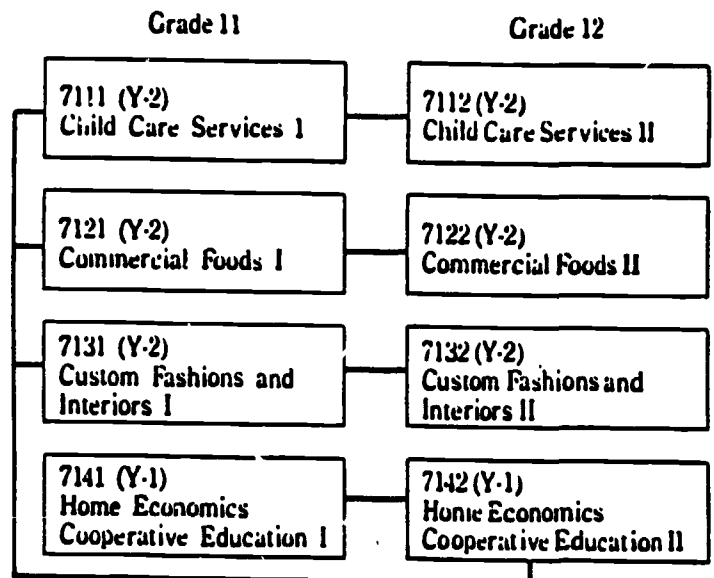 Grade 11
Grade 12
7111 (Y-2)
Child Care Services I
7112 (Y-2)
Child Care Services II
7121 (Y-2)
Commercial Foods I
7122 (Y-2)
Commercial Foods II
7131 (Y-2)
Custom Fashions and
Interiors I
7132 (Y-2)
Custom Fashions and
Interiors II
7141 (Y-1)
Home Economics
Cooperative Education I
7142 (Y-1)
Home Economics
Cooperative Education II